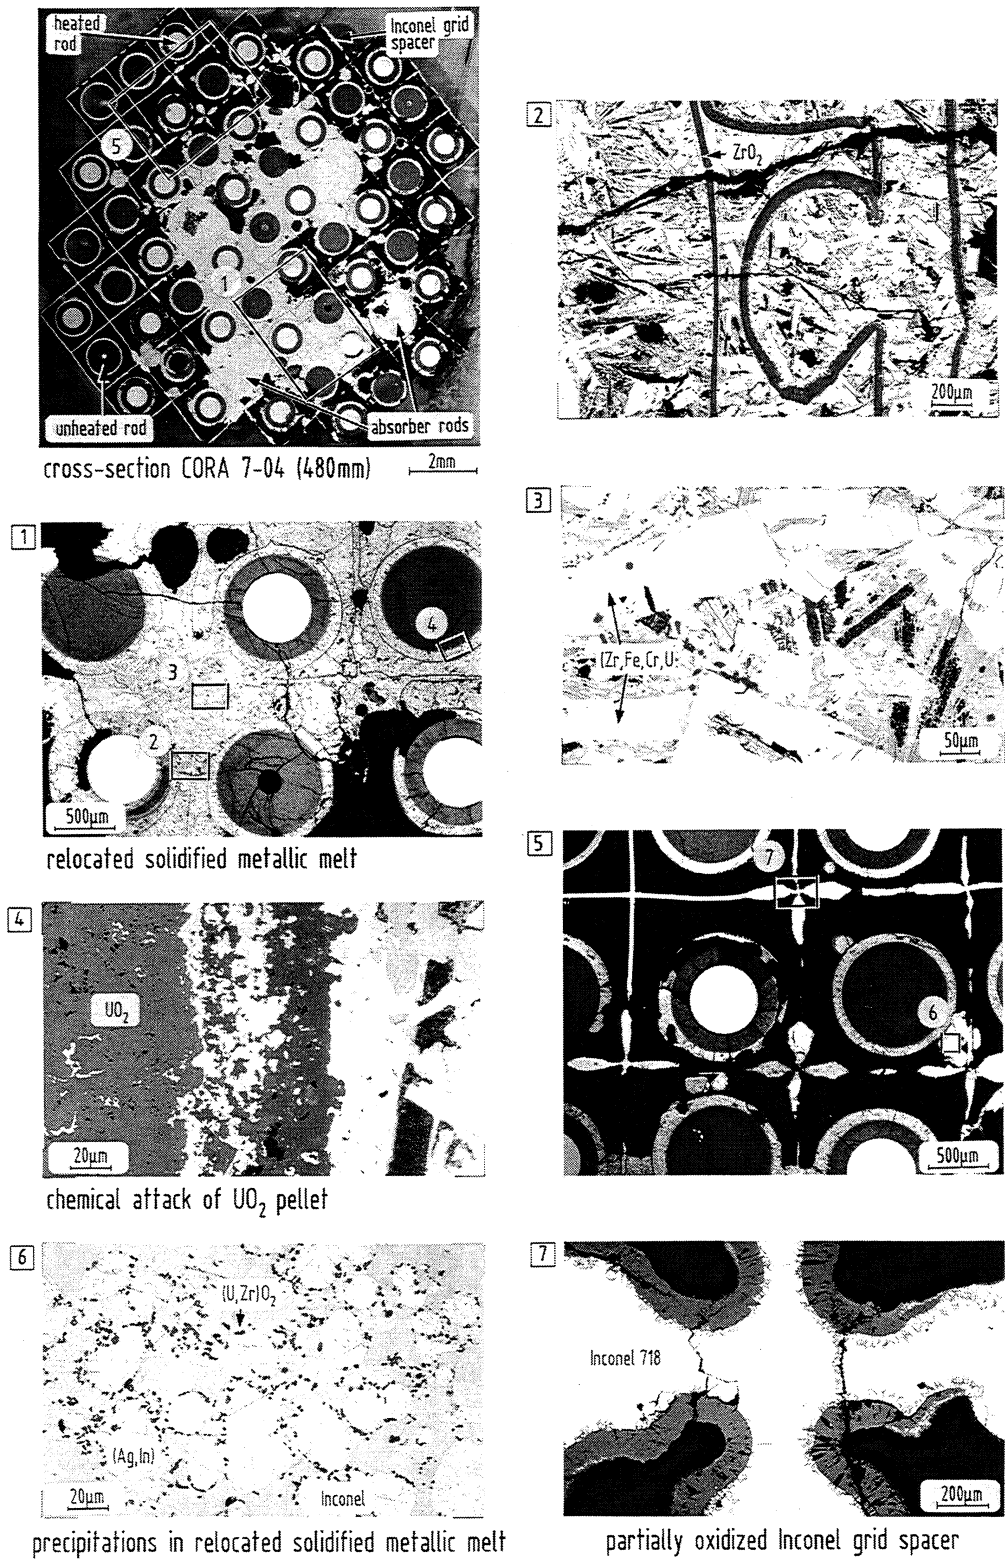 heated
rod
Inconel grid
spacer
5
1
unheated rod
absorber rods
cross-section CORA 7-04 (480mm)
2mm
2
ZrO2
200µm
1
4
3
2
500µm
relocated solidified metallic melt
3
(Zr,Fe,Cr,U)
50µm
4
UO2
20µm
chemical attack of UO2 pellet
5
7
6
500µm
6
(U,Zr)O2
(Ag,In)
Inconel
20µm
precipitations in relocated solidified metallic melt
7
Inconel 718
200µm
partially oxidized Inconel grid spacer